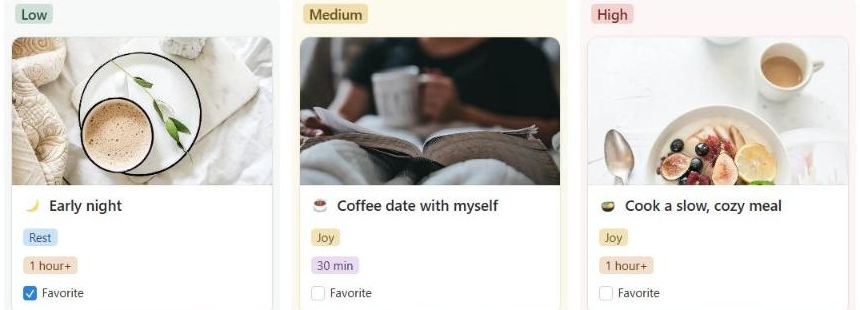 Low
Medium
High
Early night
Coffee date with myself
Cook a slow, cozy meal
Rest
Joy
Joy
1 hour+
30 min
1 hour+
Favorite
Favorite
Favorite